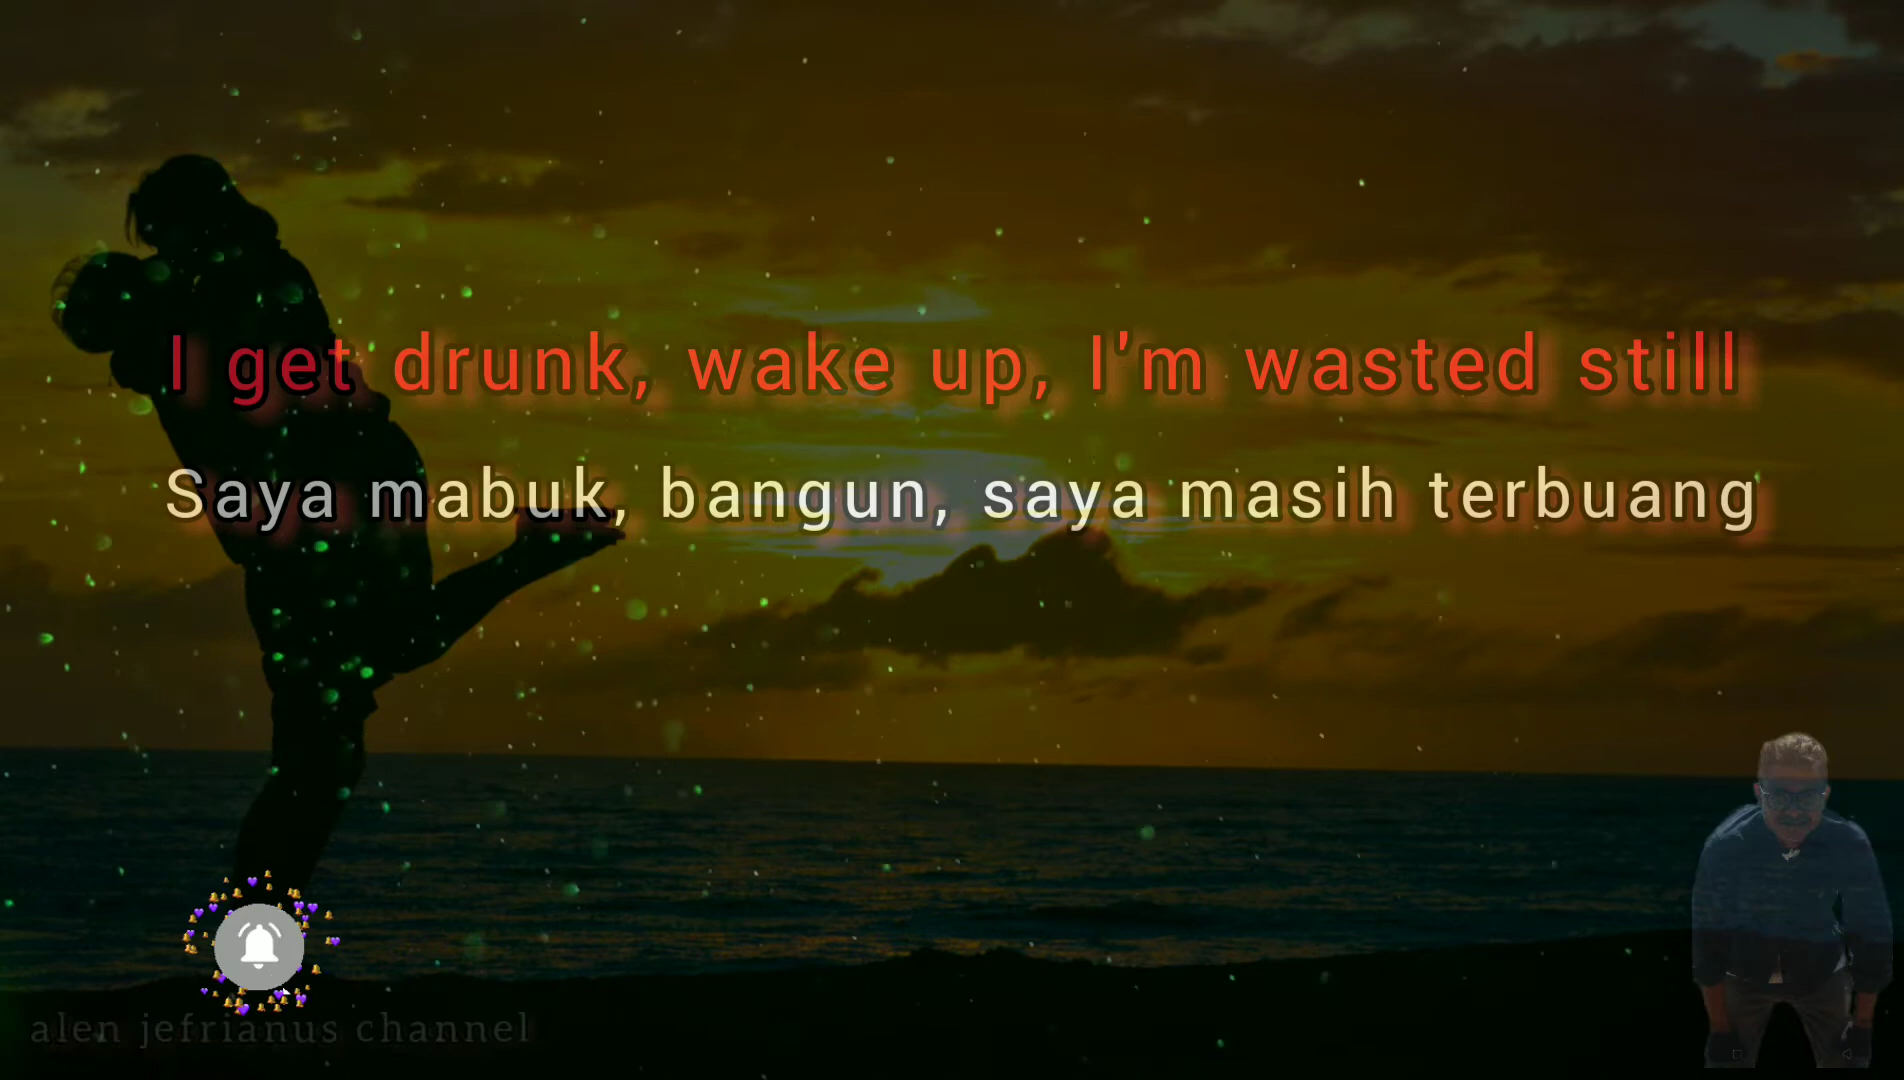 I get drunk, wake up, I'm wasted still
Saya mabuk, bangun, saya masih terbuang
alen jefrianus channel